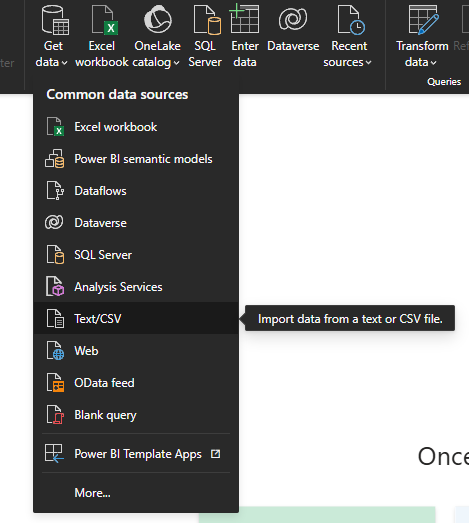 Get
data
Excel
workbook
OneLake
catalog
SQL
Server
Enter
data
Dataverse
Recent
sources
Transform
data
Queries
Common data sources
Excel workbook
Power BI semantic models
Dataflows
Dataverse
SQL Server
Analysis Services
Text/CSV
Import data from a text or CSV file.
Web
OData feed
Blank query
Power BI Template Apps
More...
Once